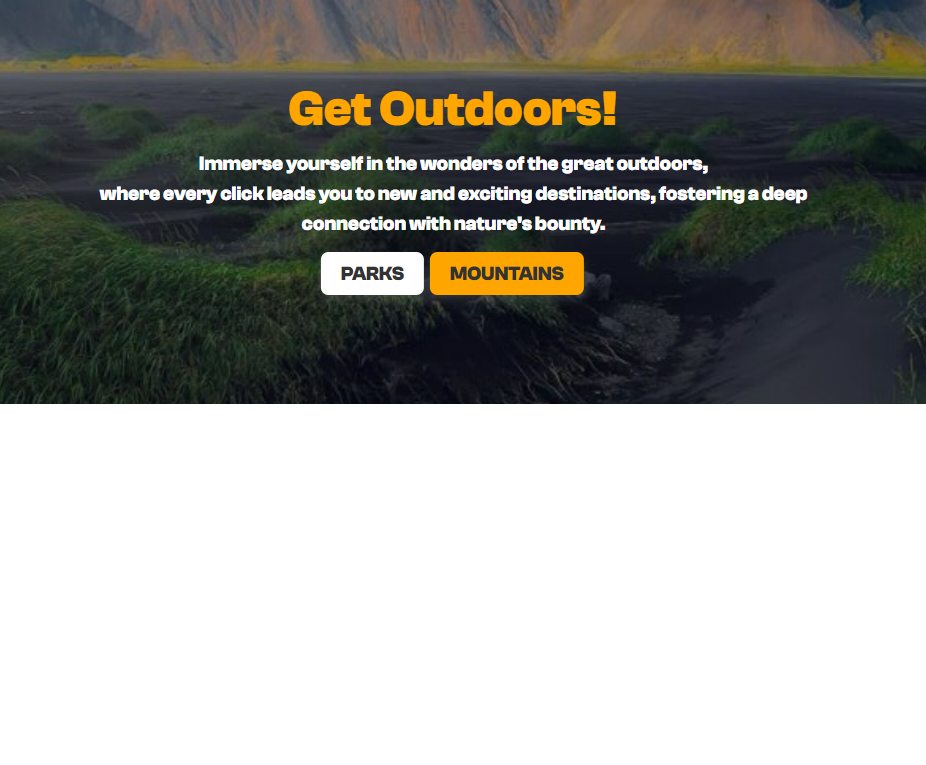 Get Outdoors!
Immerse yourself in the wonders of the great outdoors,
where every click leads you to new and exciting destinations, fostering a deep
connection with nature's bounty.
PARKS MOUNTAINS